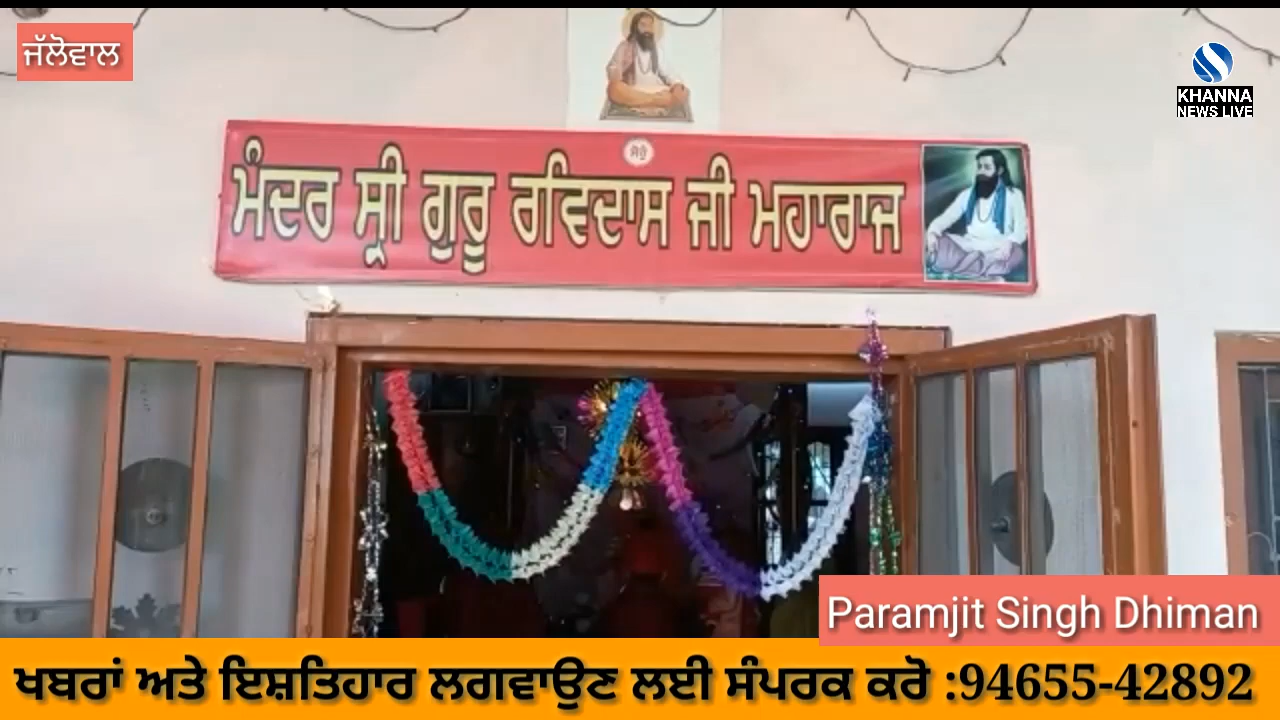 ਜੱਲੋਵਾਲ
KHANNA
NEWS LIVE
ਮੰਦਰ ਸ੍ਰੀ ਗੁਰੂ ਰਵਿਦਾਸ ਜੀ ਮਹਾਰਾਜ
Paramjit Singh Dhiman
ਖਬਰਾਂ ਅਤੇ ਇਸ਼ਤਿਹਾਰ ਲਗਵਾਉਣ ਲਈ ਸੰਪਰਕ ਕਰੋ :94655-42892